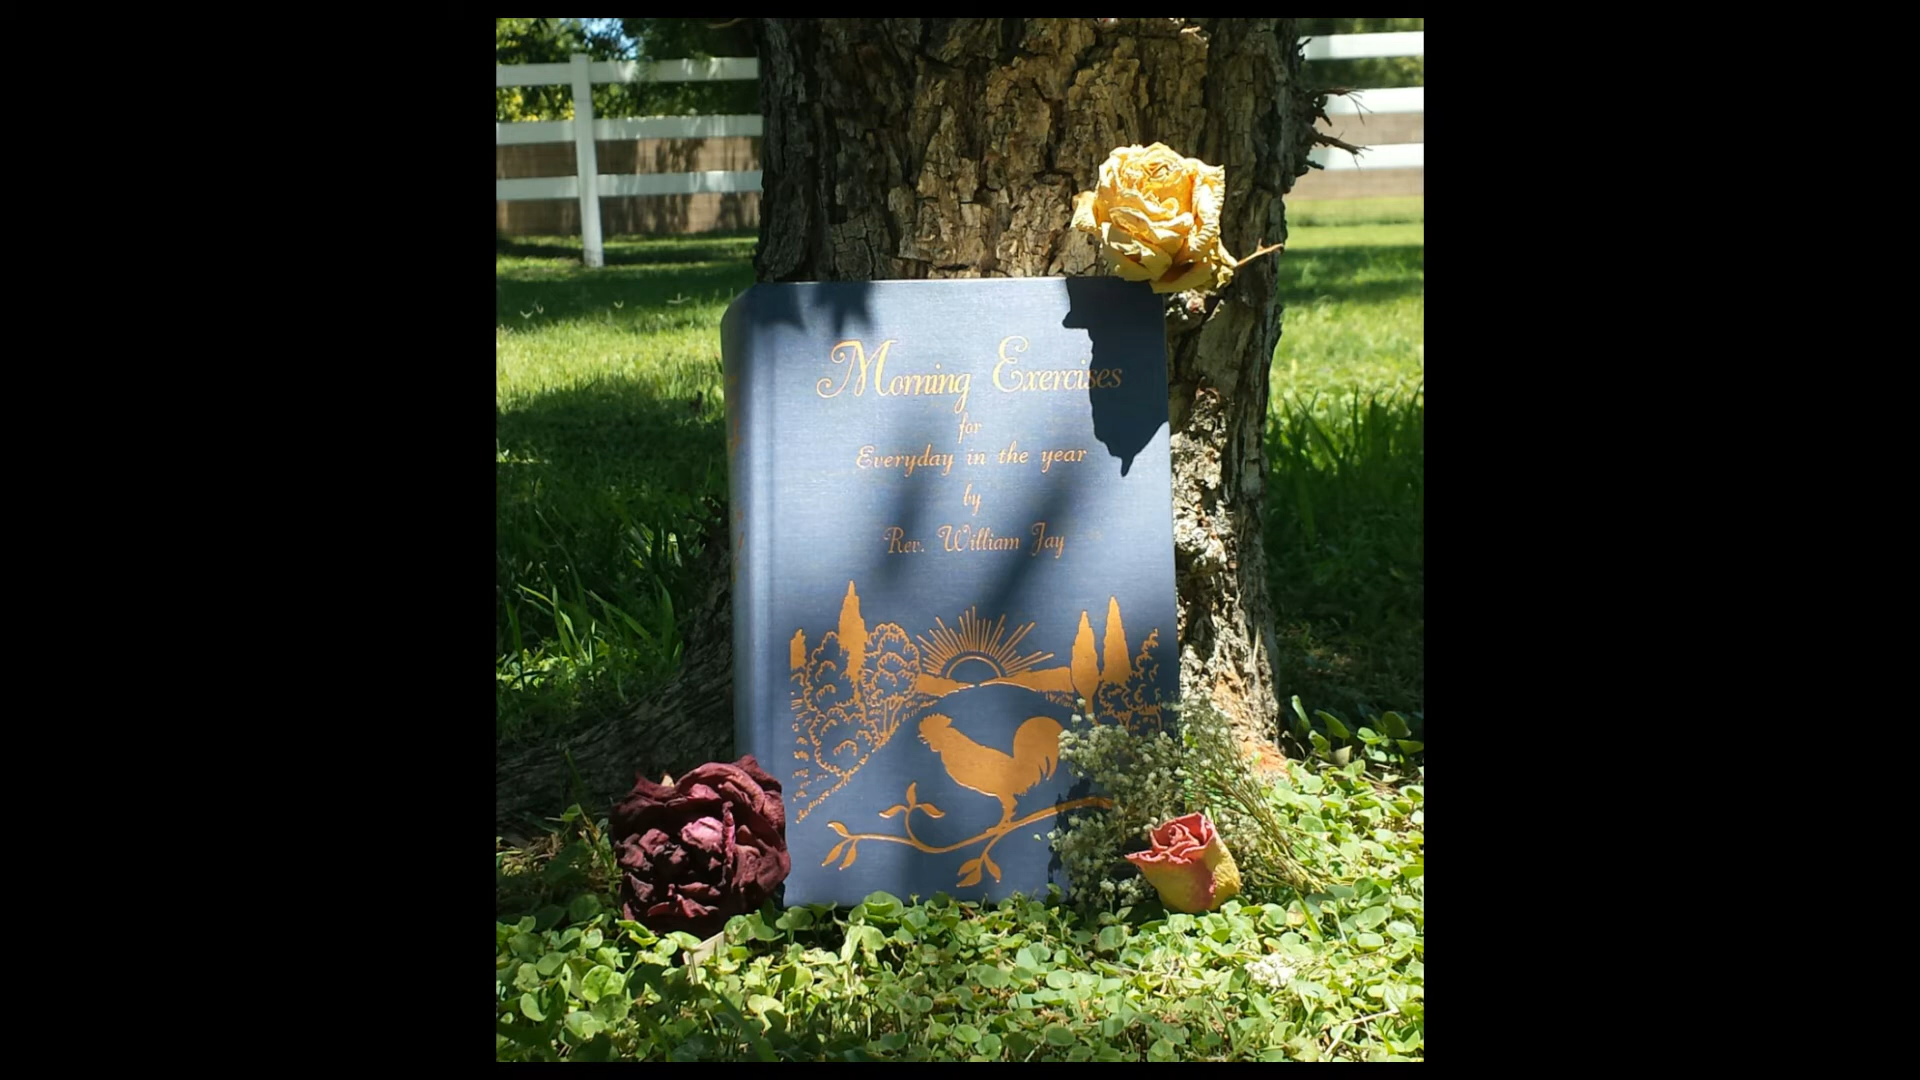 Morning Exercises
for
Everyday in the year
by
Rev. William Jay